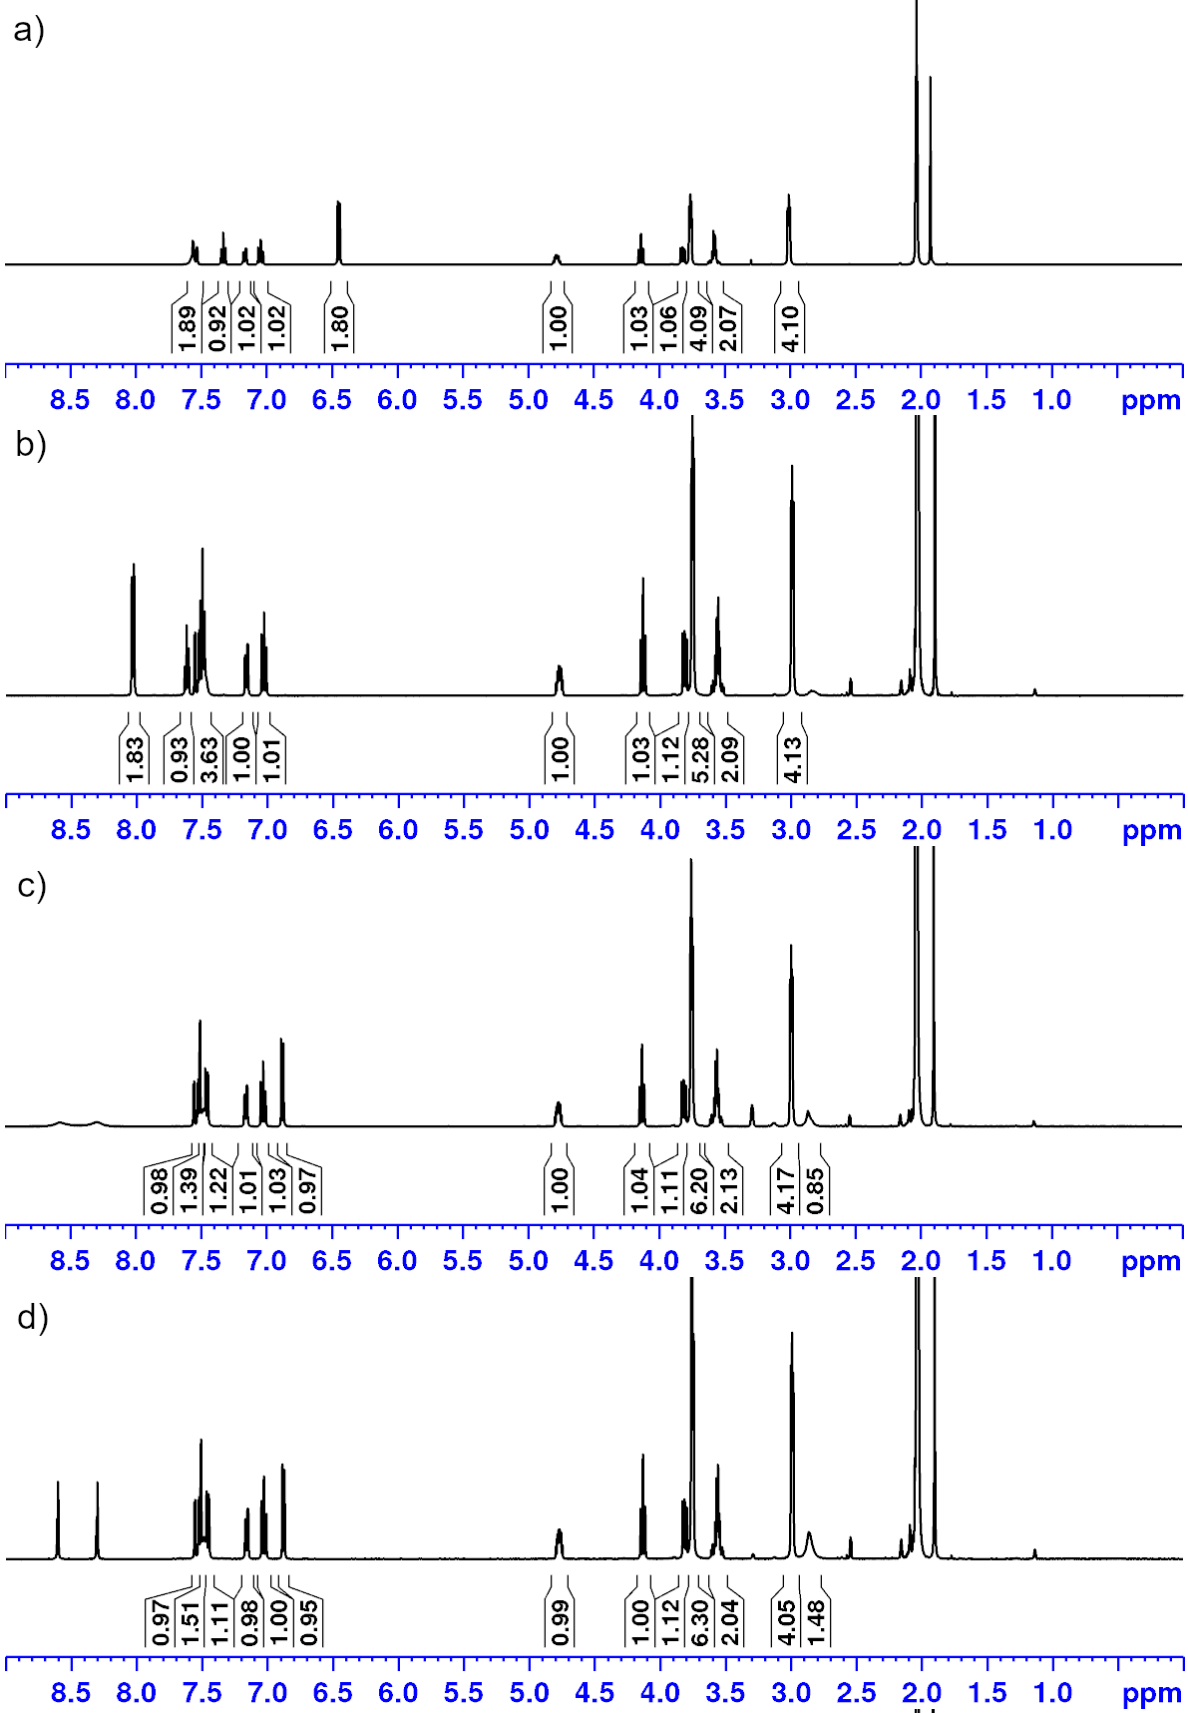 a)
1.89 0.92 1.02 1.02 1.80 1.00 1.03 1.06 4.09 2.07 4.10
8.5 8.0 7.5 7.0 6.5 6.0 5.5 5.0 4.5 4.0 3.5 3.0 2.5 2.0 1.5 1.0 ppm
b)
1.83 0.93 3.63 1.00 1.01 1.00 1.03 1.12 5.28 2.09 4.13
8.5 8.0 7.5 7.0 6.5 6.0 5.5 5.0 4.5 4.0 3.5 3.0 2.5 2.0 1.5 1.0 ppm
c)
0.98 1.39 1.22 1.01 1.03 0.97 1.00 1.04 1.11 6.20 2.13 4.17 0.85
8.5 8.0 7.5 7.0 6.5 6.0 5.5 5.0 4.5 4.0 3.5 3.0 2.5 2.0 1.5 1.0 ppm
d)
0.97 1.51 1.11 0.98 1.00 0.95 0.99 1.00 1.12 6.30 2.04 4.05 1.48
8.5 8.0 7.5 7.0 6.5 6.0 5.5 5.0 4.5 4.0 3.5 3.0 2.5 2.0 1.5 1.0 ppm